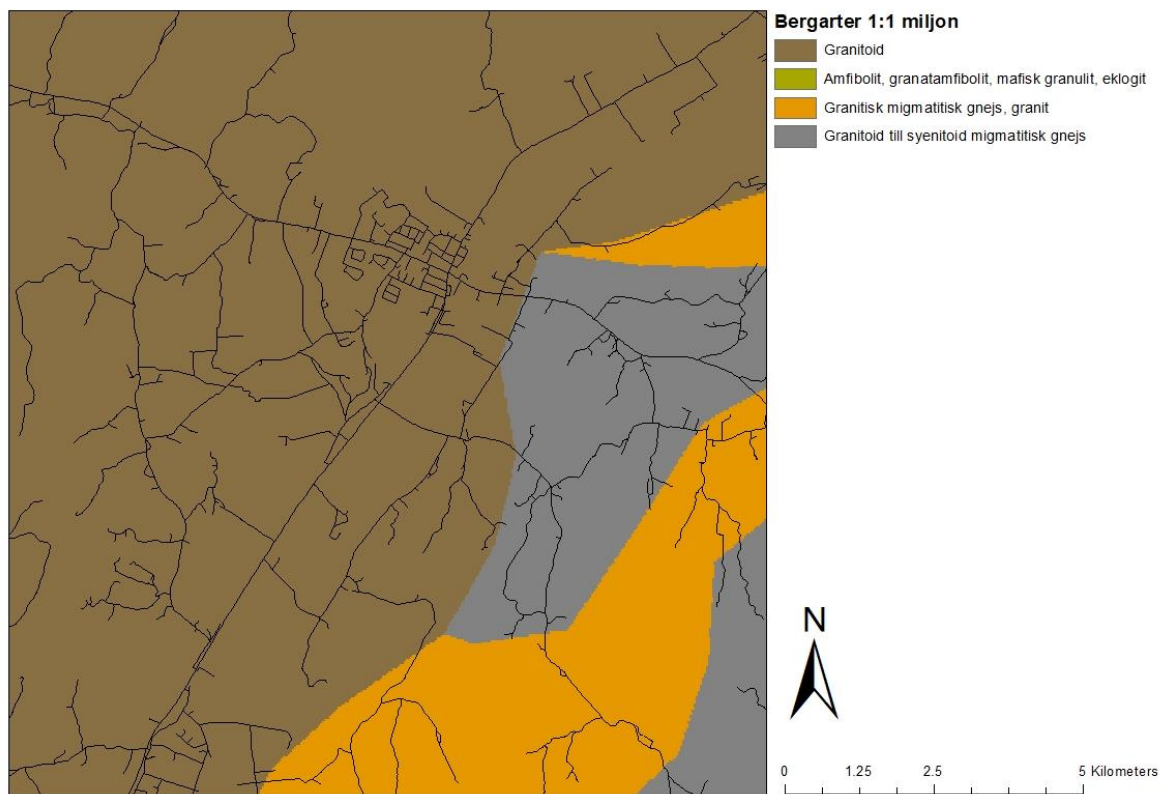 Bergarter 1:1 miljon
Granitoid
Amfibolit, granatamfibolit, mafisk granulit, eklogit
Granitisk migmatitisk gnejs, granit
Granitoid till syenitoid migmatitisk gnejs
N
0 1.25 2.5 5 Kilometers